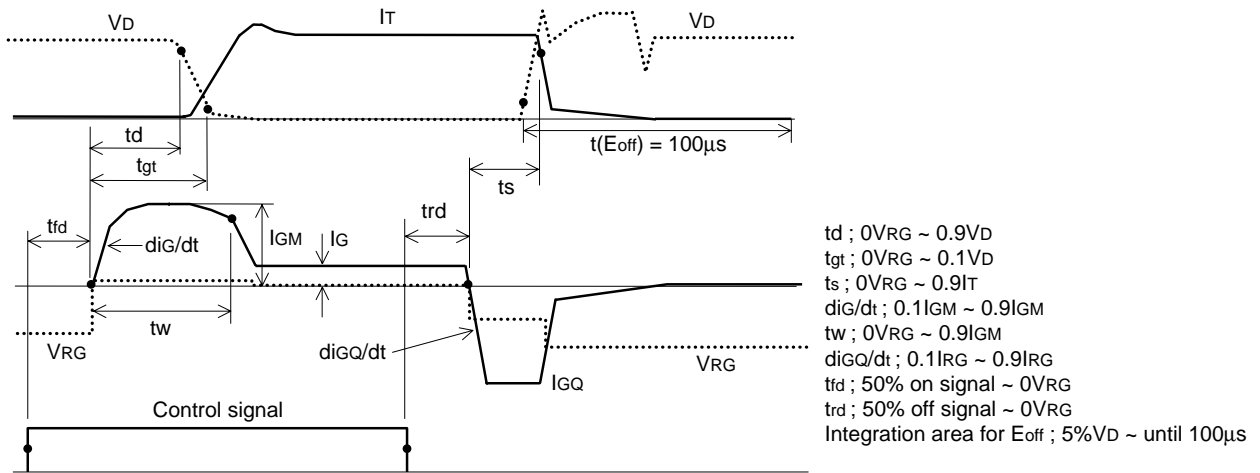 VD
IT
VD
td
t(Eoff) = 100μs
tgt
ts
tfd
diG/dt
IGM
IG
trd
tw
VRG
diGQ/dt
IGQ
VRG
Control signal
td ; 0VRG ~ 0.9VD
tgt ; 0VRG ~ 0.1VD
ts ; 0VRG ~ 0.9IT
diG/dt ; 0.1IGM ~ 0.9IGM
tw ; 0VRG ~ 0.9IGM
diGQ/dt ; 0.1IRG ~ 0.9IRG
tfd ; 50% on signal ~ 0VRG
trd ; 50% off signal ~ 0VRG
Integration area for Eoff ; 5%VD ~ until 100μs